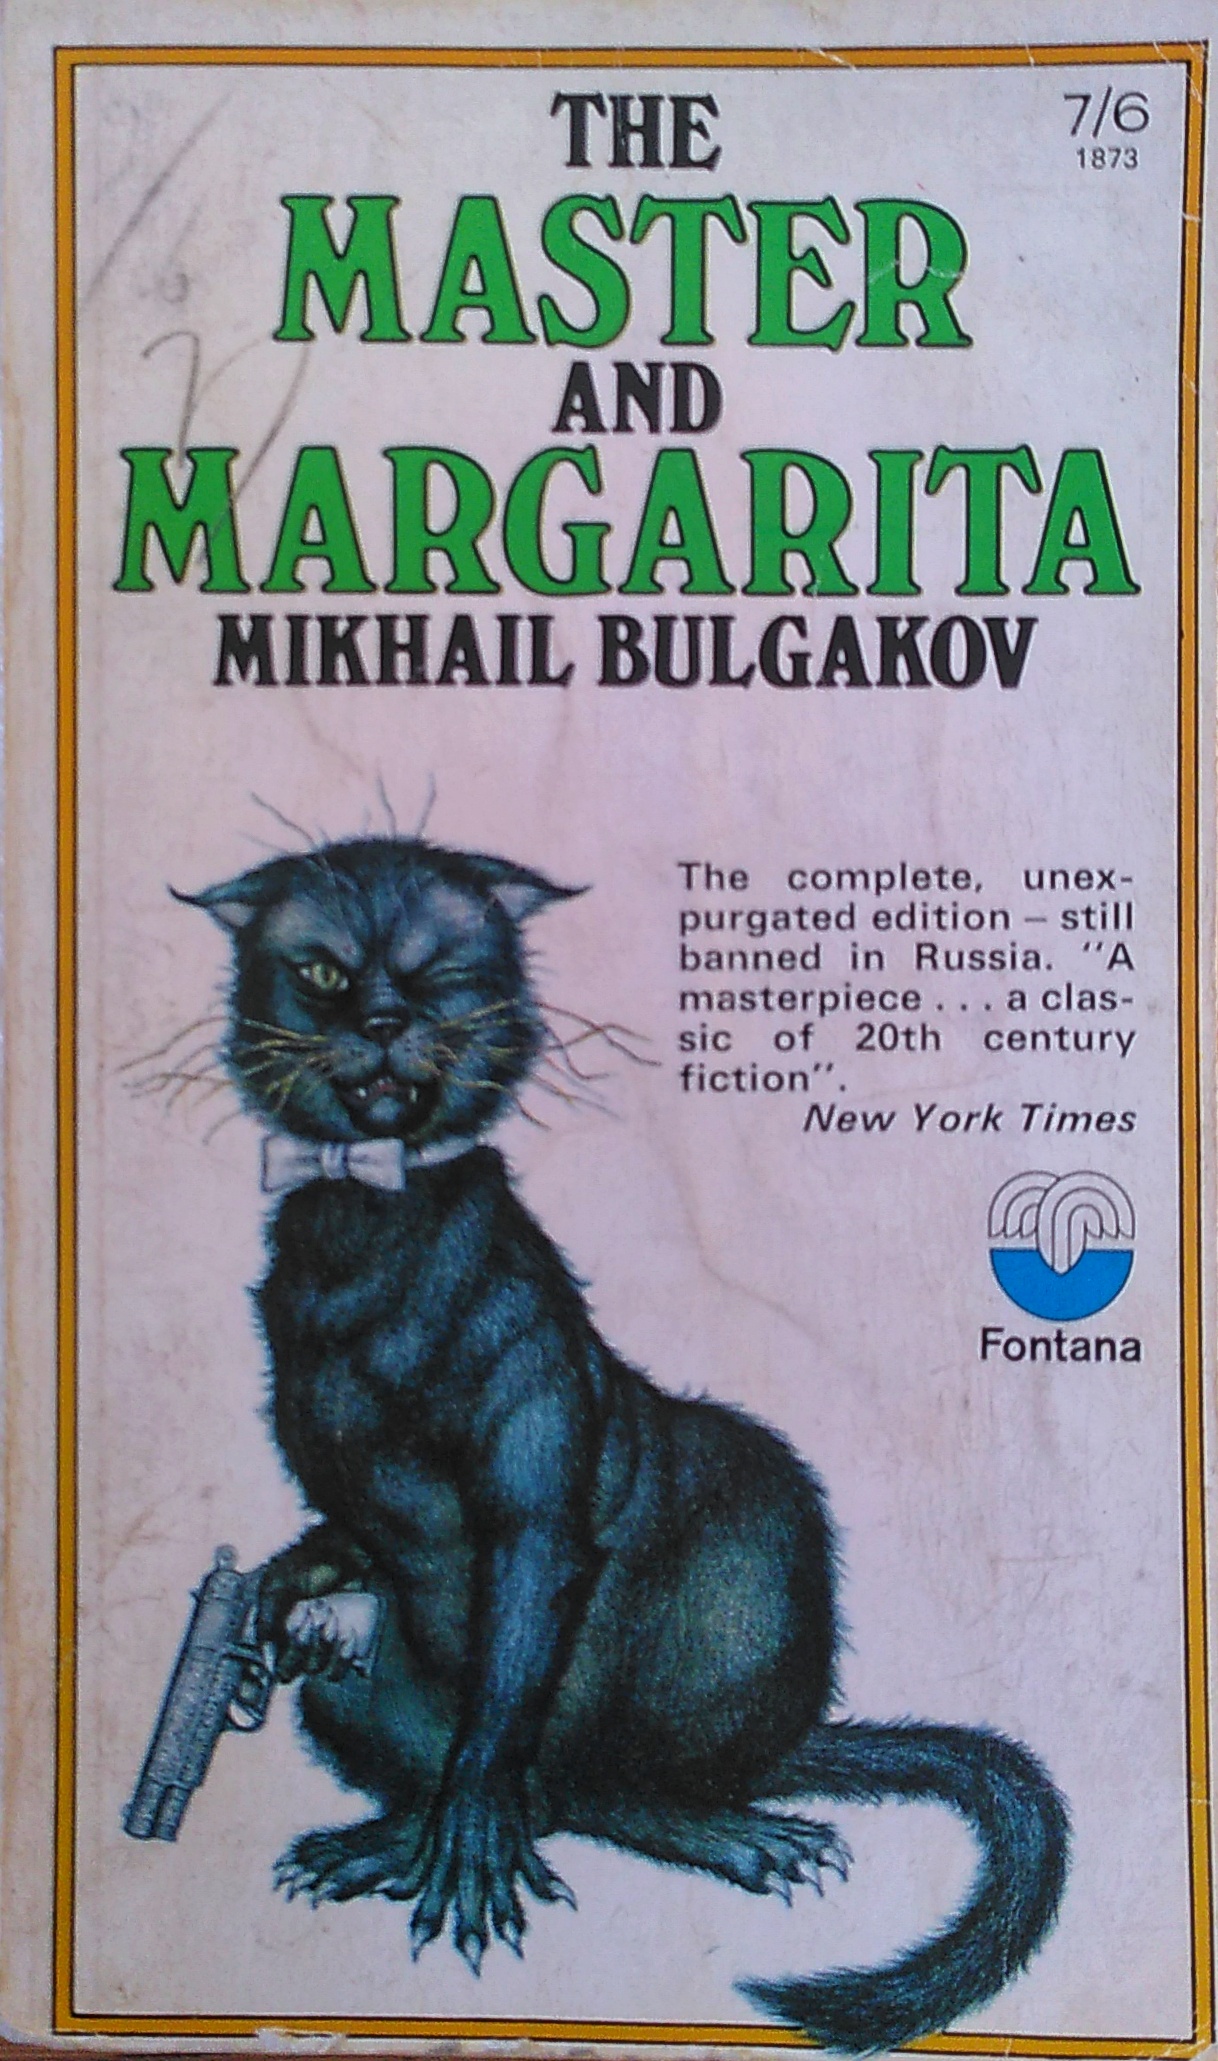 THE
7/6
1873
MASTER
AND
MARGARITA
MIKHAIL BULGAKOV
The complete, unex-
purgated edition – still
banned in Russia. "A
masterpiece . . . a clas-
sic of 20th century
fiction".
New York Times
Fontana